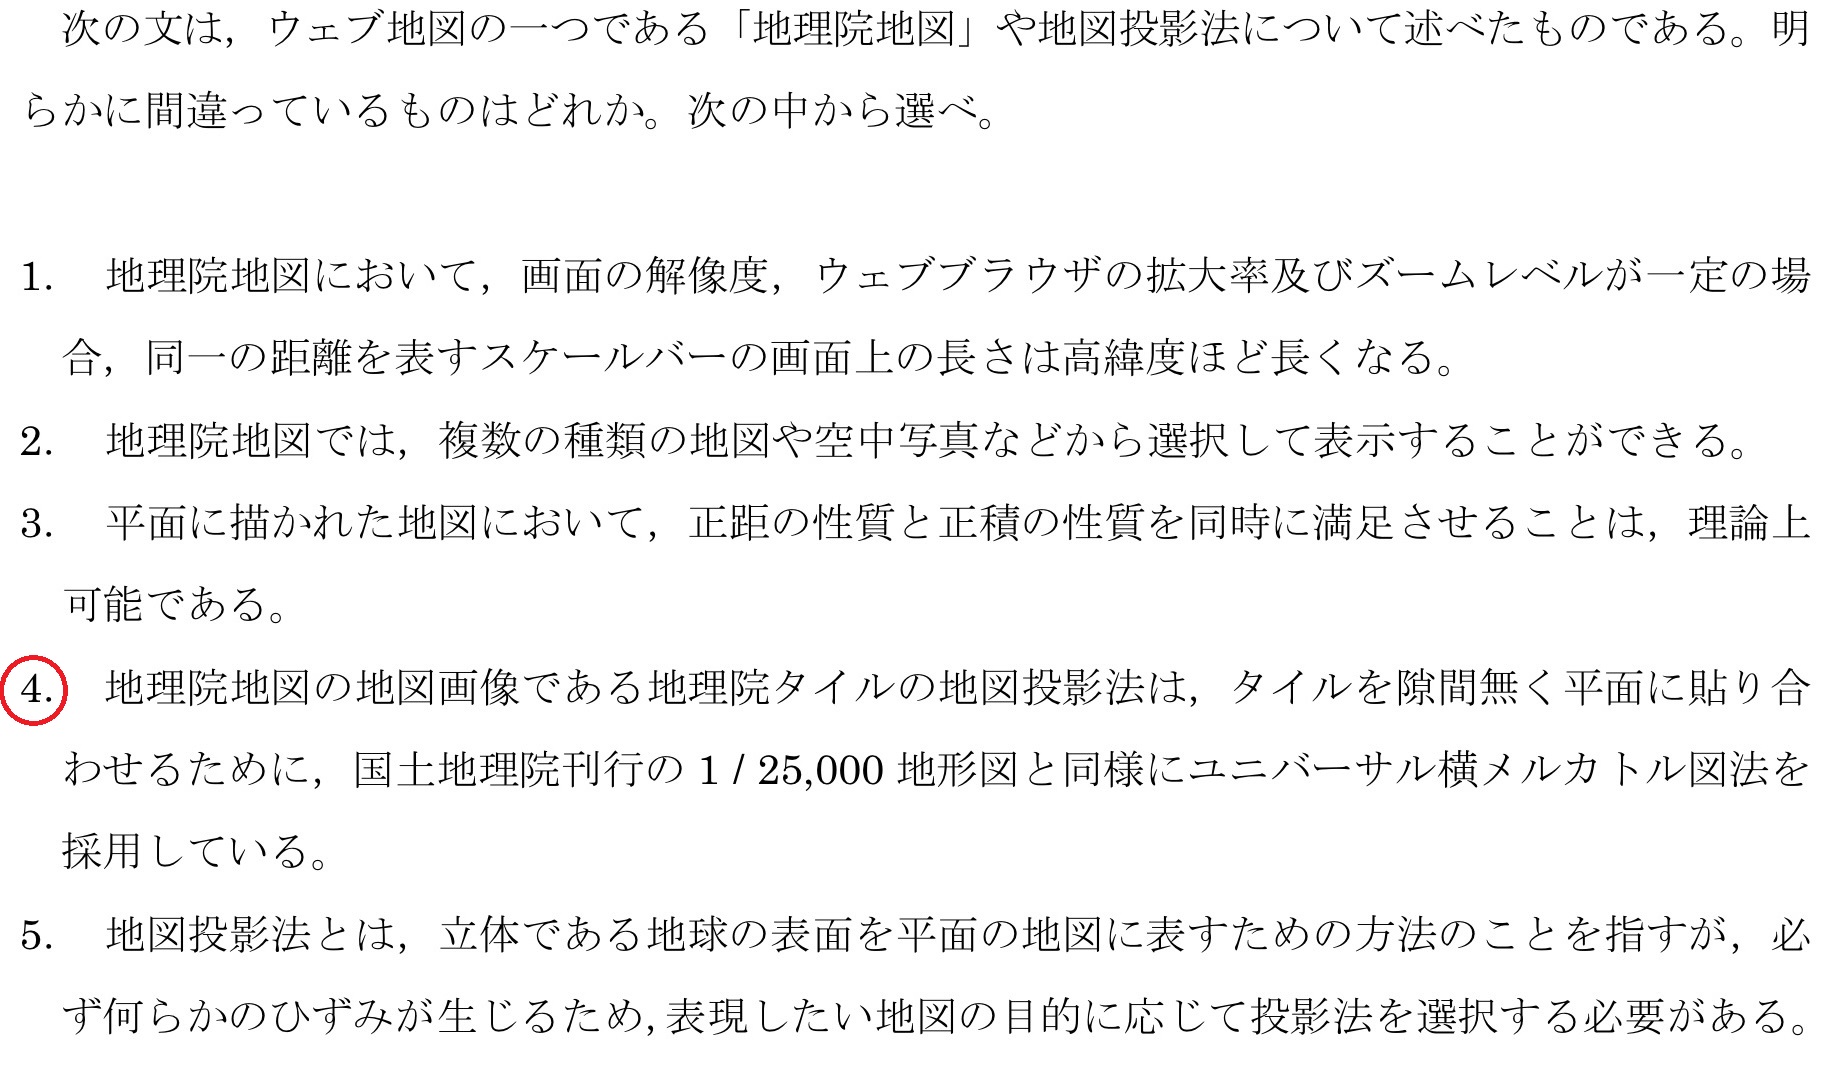 次の文は，ウェブ地図の一つである「地理院地図」や地図投影法について述べたものである。明
らかに間違っているものはどれか。次の中から選べ。
1. 地理院地図において，画面の解像度，ウェブブラウザの拡大率及びズームレベルが一定の場
合，同一の距離を表すスケールバーの画面上の長さは高緯度ほど長くなる。
2. 地理院地図では，複数の種類の地図や空中写真などから選択して表示することができる。
3. 平面に描かれた地図において，正距の性質と正積の性質を同時に満足させることは，理論上
可能である。
4. 地理院地図の地図画像である地理院タイルの地図投影法は，タイルを隙間無く平面に貼り合
わせるために，国土地理院刊行の 1 / 25,000 地形図と同様にユニバーサル横メルカトル図法を
採用している。
5. 地図投影法とは，立体である地球の表面を平面の地図に表すための方法のことを指すが，必
ず何らかのひずみが生じるため,表現したい地図の目的に応じて投影法を選択する必要がある。